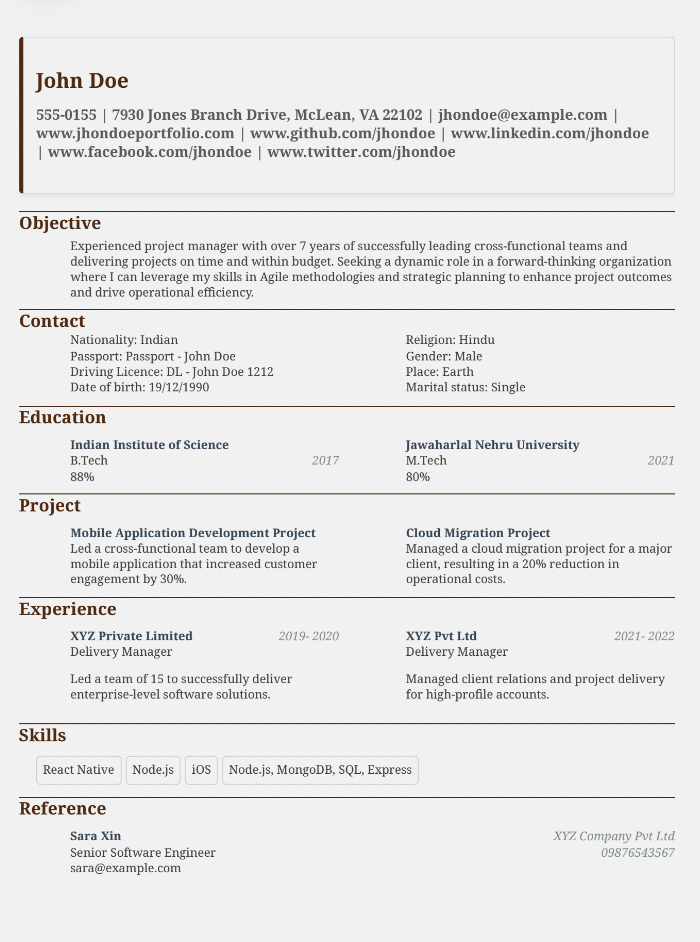 John Doe
555-0155 | 7930 Jones Branch Drive, McLean, VA 22102 | jhondoe@example.com |
www.jhondoeportfolio.com | www.github.com/jhondoe | www.linkedin.com/jhondoe
| www.facebook.com/jhondoe | www.twitter.com/jhondoe
Objective
Experienced project manager with over 7 years of successfully leading cross-functional teams and
delivering projects on time and within budget. Seeking a dynamic role in a forward-thinking organization
where I can leverage my skills in Agile methodologies and strategic planning to enhance project outcomes
and drive operational efficiency.
Contact
Nationality: Indian
Passport: Passport - John Doe
Driving Licence: DL - John Doe 1212
Date of birth: 19/12/1990
Religion: Hindu
Gender: Male
Place: Earth
Marital status: Single
Education
Indian Institute of Science
B.Tech 2017
88%
Jawaharlal Nehru University
M.Tech 2021
80%
Project
Mobile Application Development Project
Led a cross-functional team to develop a
mobile application that increased customer
engagement by 30%.
Cloud Migration Project
Managed a cloud migration project for a major
client, resulting in a 20% reduction in
operational costs.
Experience
XYZ Private Limited 2019- 2020
Delivery Manager
Led a team of 15 to successfully deliver
enterprise-level software solutions.
XYZ Pvt Ltd 2021- 2022
Delivery Manager
Managed client relations and project delivery
for high-profile accounts.
Skills
React Native Node.js iOS Node.js, MongoDB, SQL, Express
Reference
Sara Xin XYZ Company Pvt Ltd
Senior Software Engineer 09876543567
sara@example.com